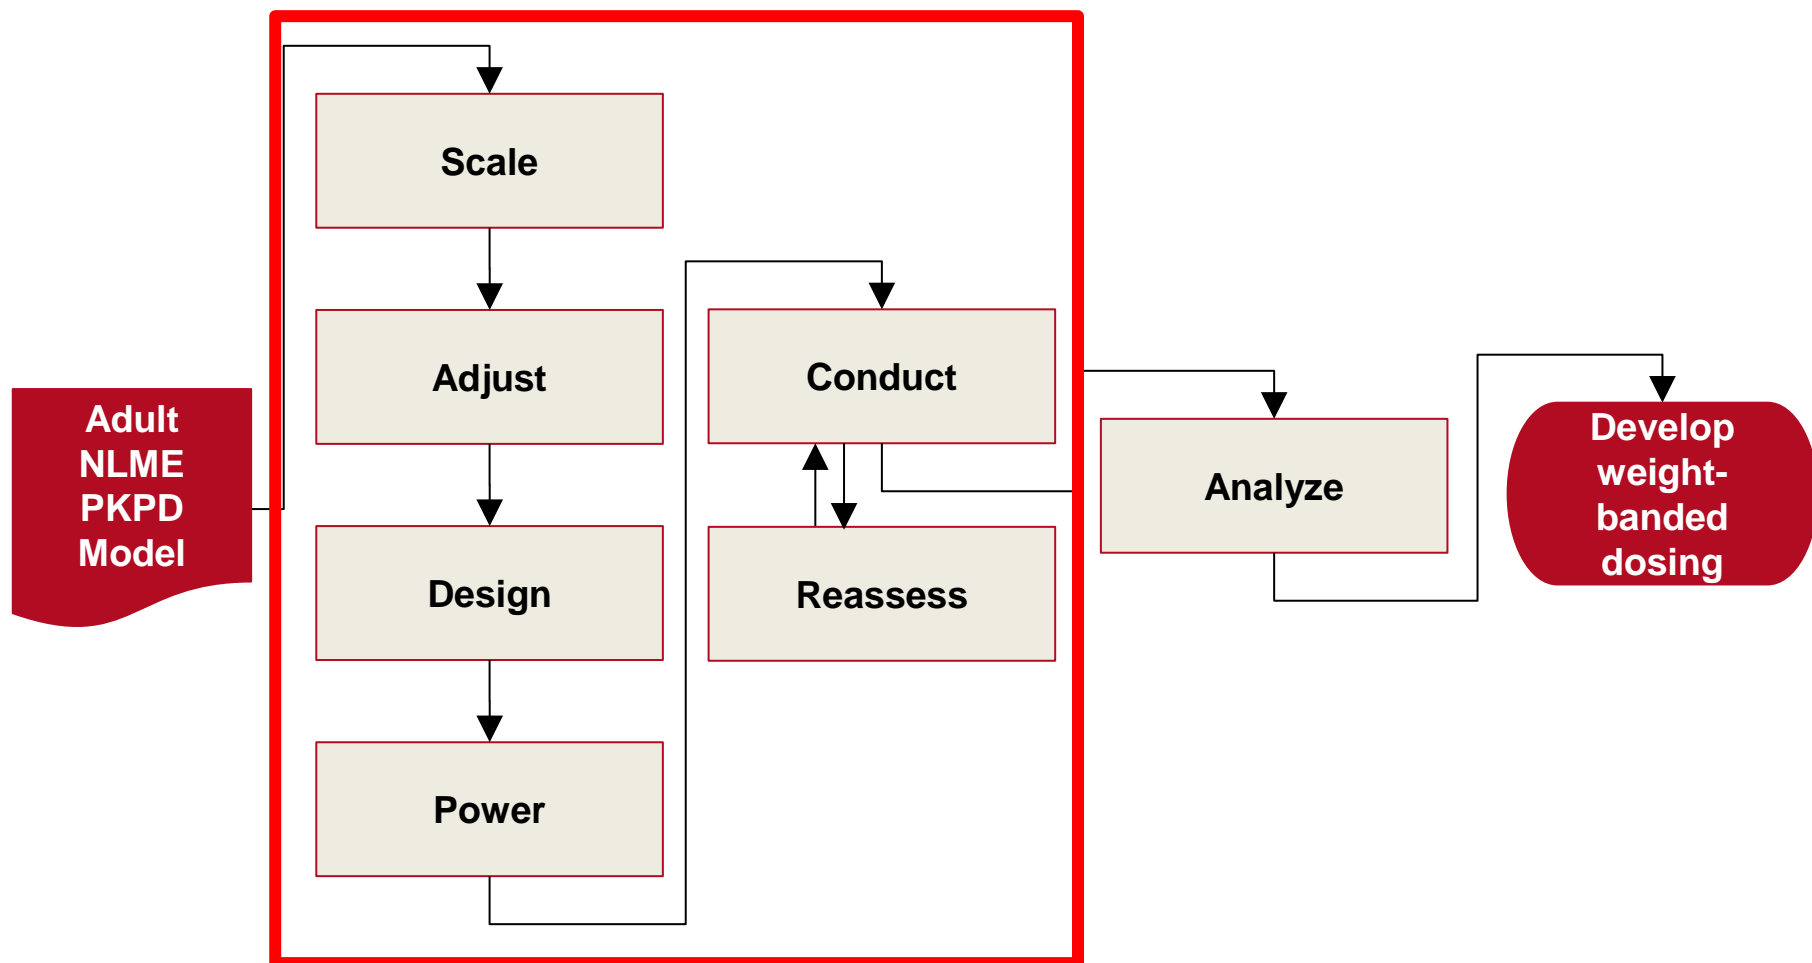 Adult
NLME
PKPD
Model
Scale
Adjust
Design
Power
Conduct
Reassess
Analyze
Develop
weight-
banded
dosing